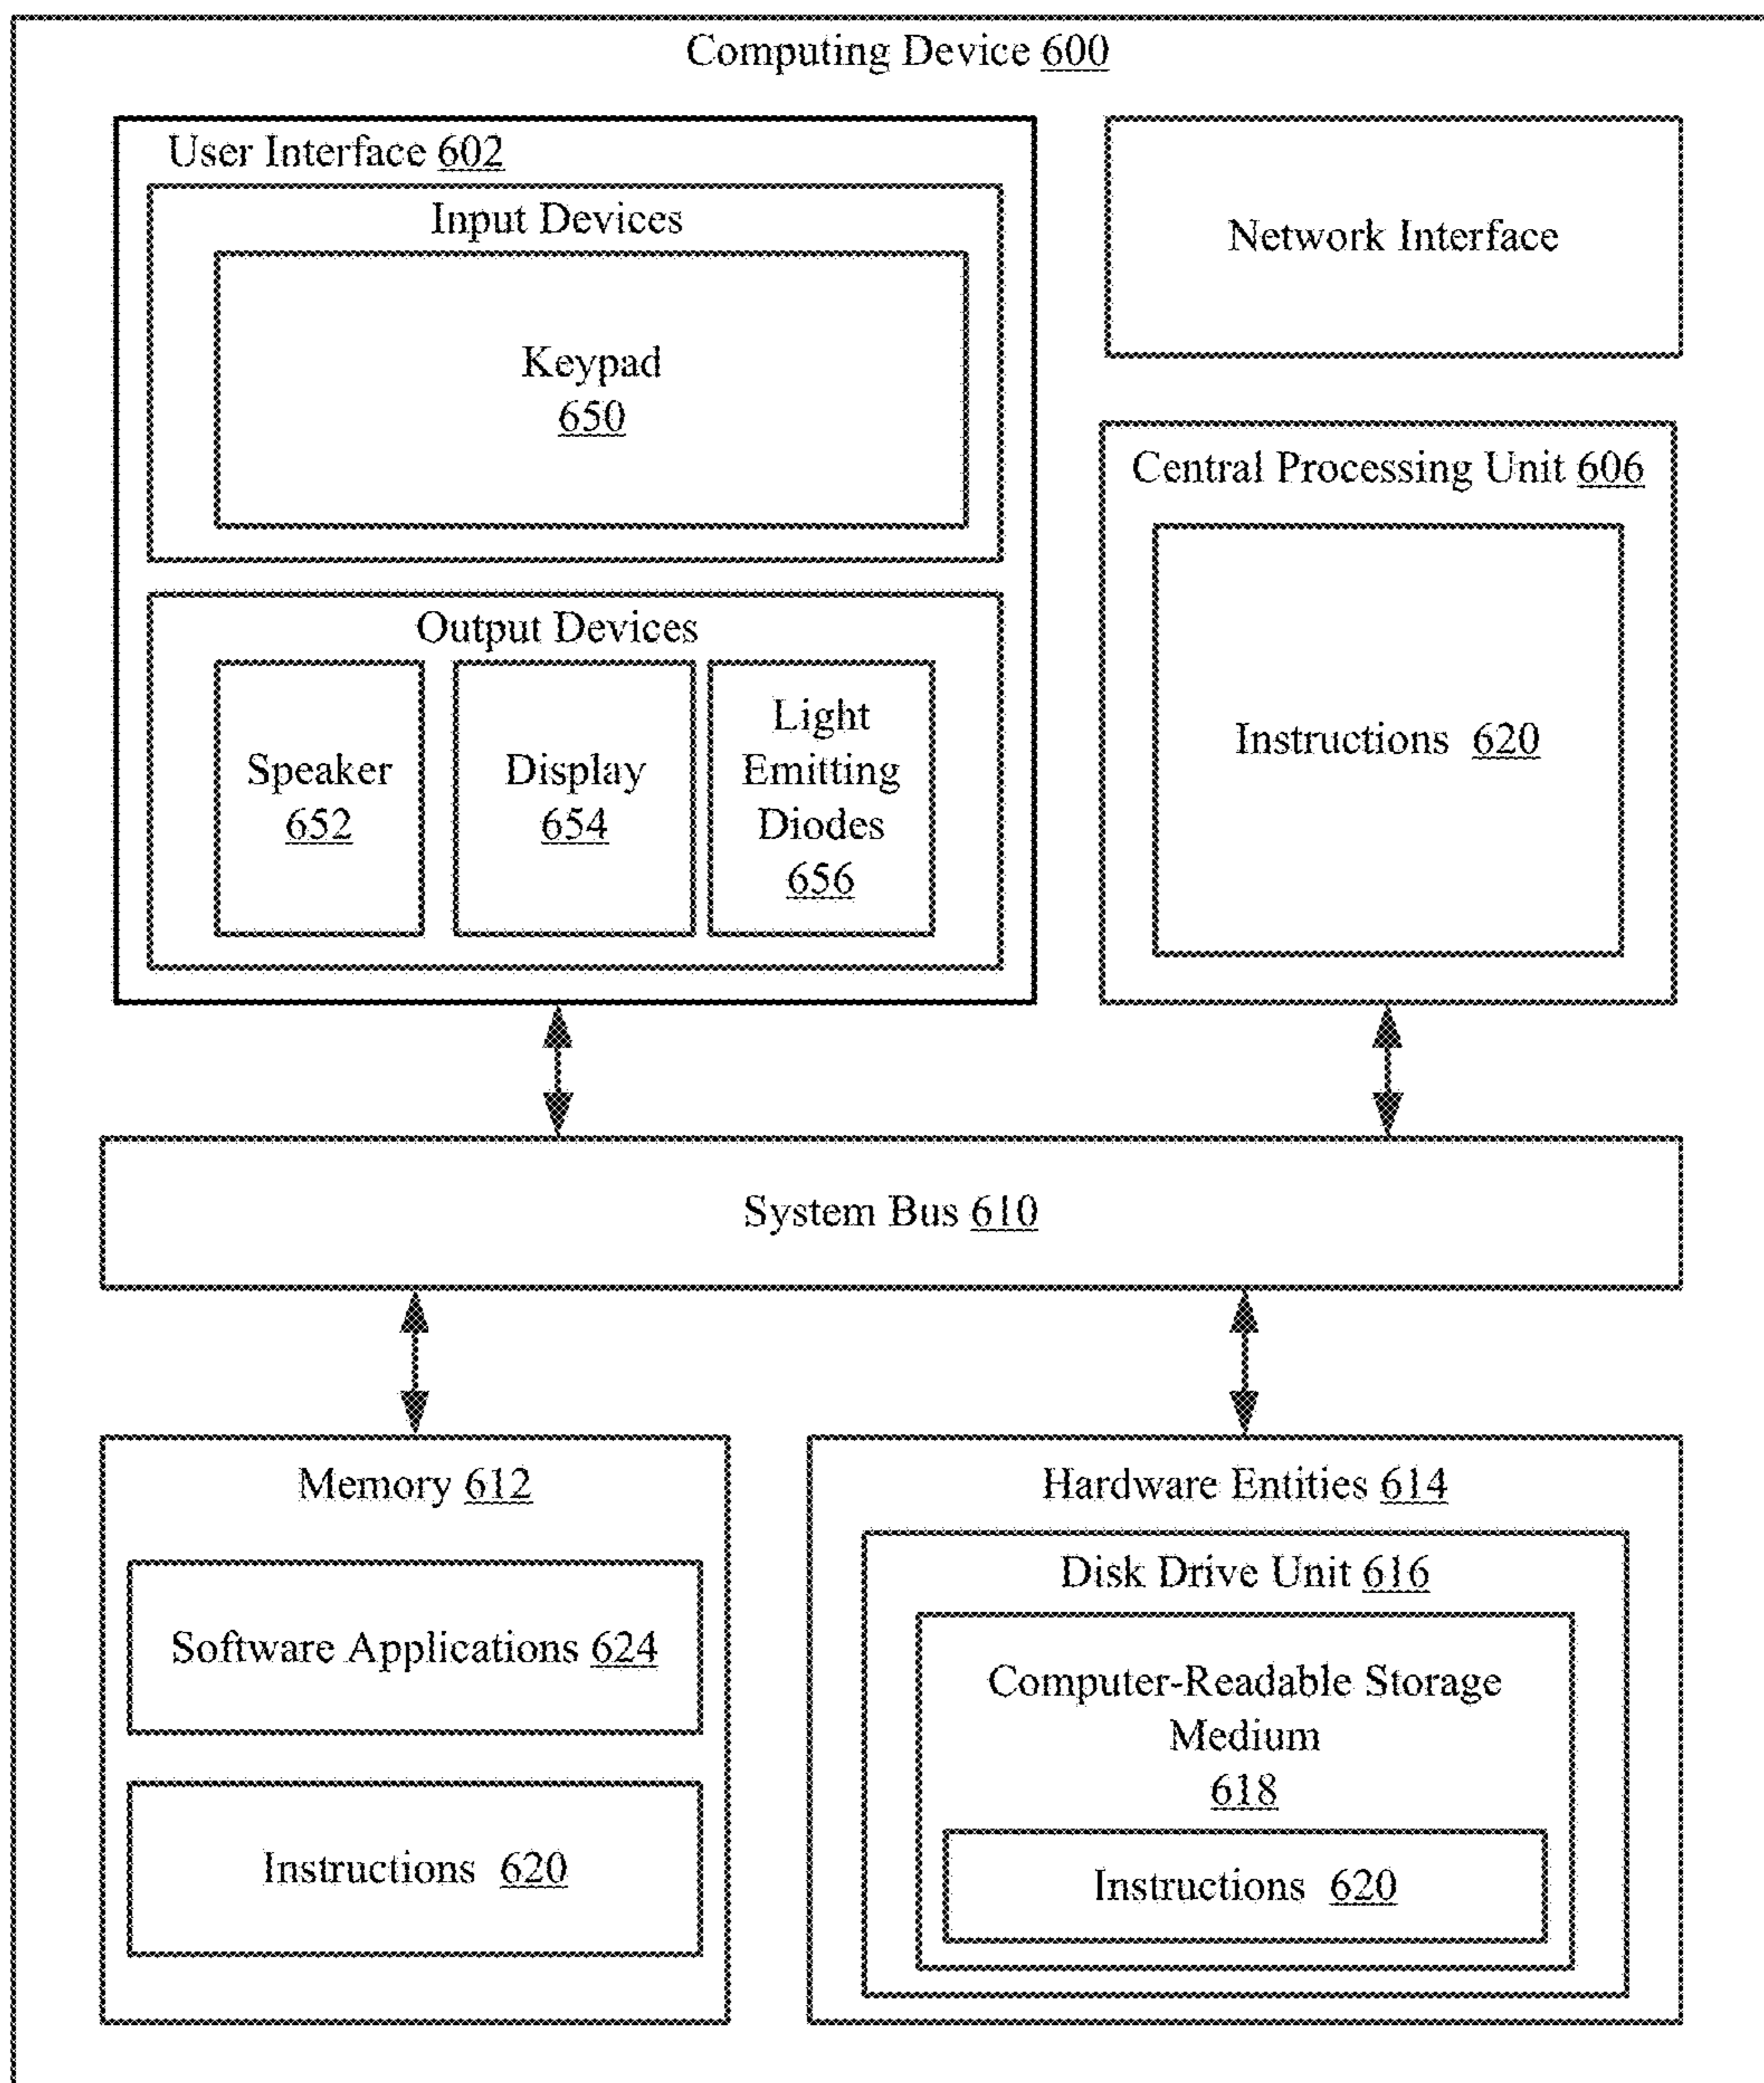 Computing Device 600
User Interface 602
Input Devices
Keypad
650
Output Devices
Speaker
652
Display
654
Light
Emitting
Diodes
656
Network Interface
Central Processing Unit 606
Instructions 620
System Bus 610
Memory 612
Software Applications 624
Instructions 620
Hardware Entities 614
Disk Drive Unit 616
Computer-Readable Storage
Medium
618
Instructions 620